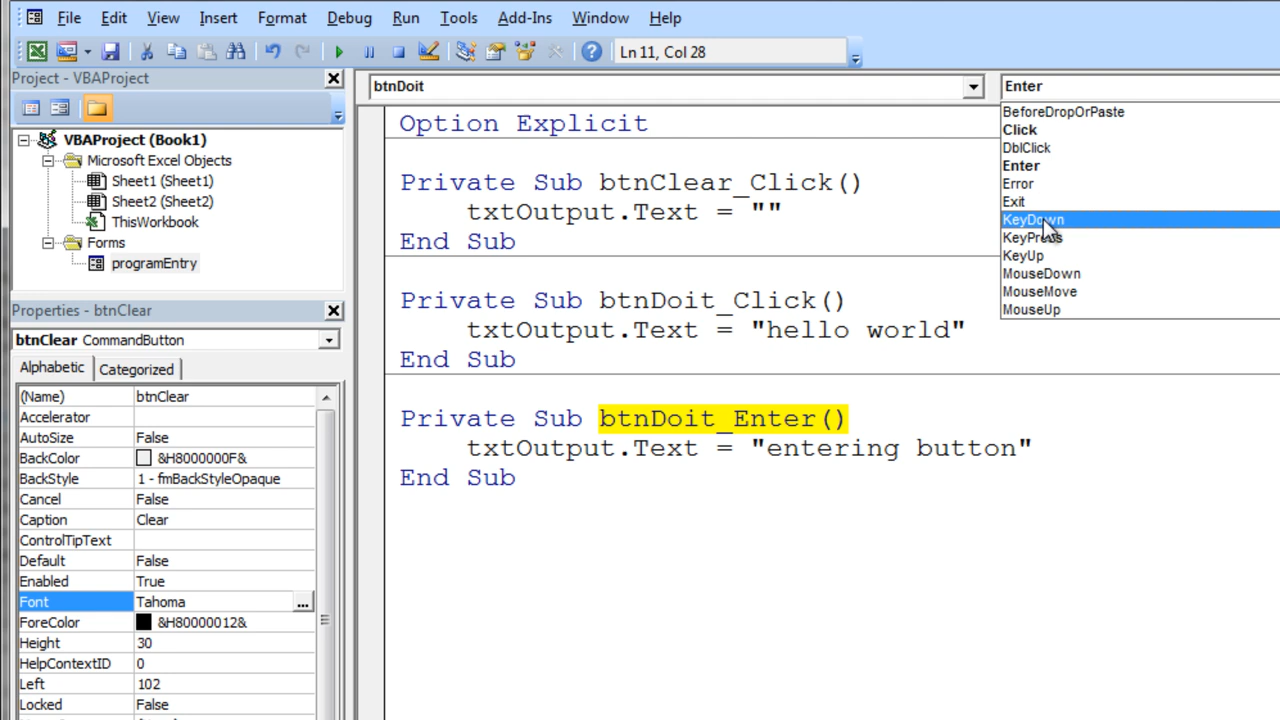 File Edit View Insert Format Debug Run Tools Add-Ins Window Help
Ln 11, Col 28
Project - VBAProject
VBAProject (Book1)
Microsoft Excel Objects
Sheet1 (Sheet1)
Sheet2 (Sheet2)
ThisWorkbook
Forms
programEntry
Properties - btnClear
btnClear CommandButton
Alphabetic Categorized
(Name) btnClear
Accelerator
AutoSize False
BackColor &H8000000F&
BackStyle 1 - fmBackStyleOpaque
Cancel False
Caption Clear
ControlTipText
Default False
Enabled True
Font Tahoma ...
ForeColor &H80000012&
Height 30
HelpContextID 0
Left 102
Locked False
btnDoit
Enter
BeforeDropOrPaste
Click
DblClick
Enter
Error
Exit
KeyDown
KeyPress
KeyUp
MouseDown
MouseMove
MouseUp
Option Explicit
Private Sub btnClear_Click()
txtOutput.Text = ""
End Sub
Private Sub btnDoit_Click()
txtOutput.Text = "hello world"
End Sub
Private Sub btnDoit_Enter()
txtOutput.Text = "entering button"
End Sub